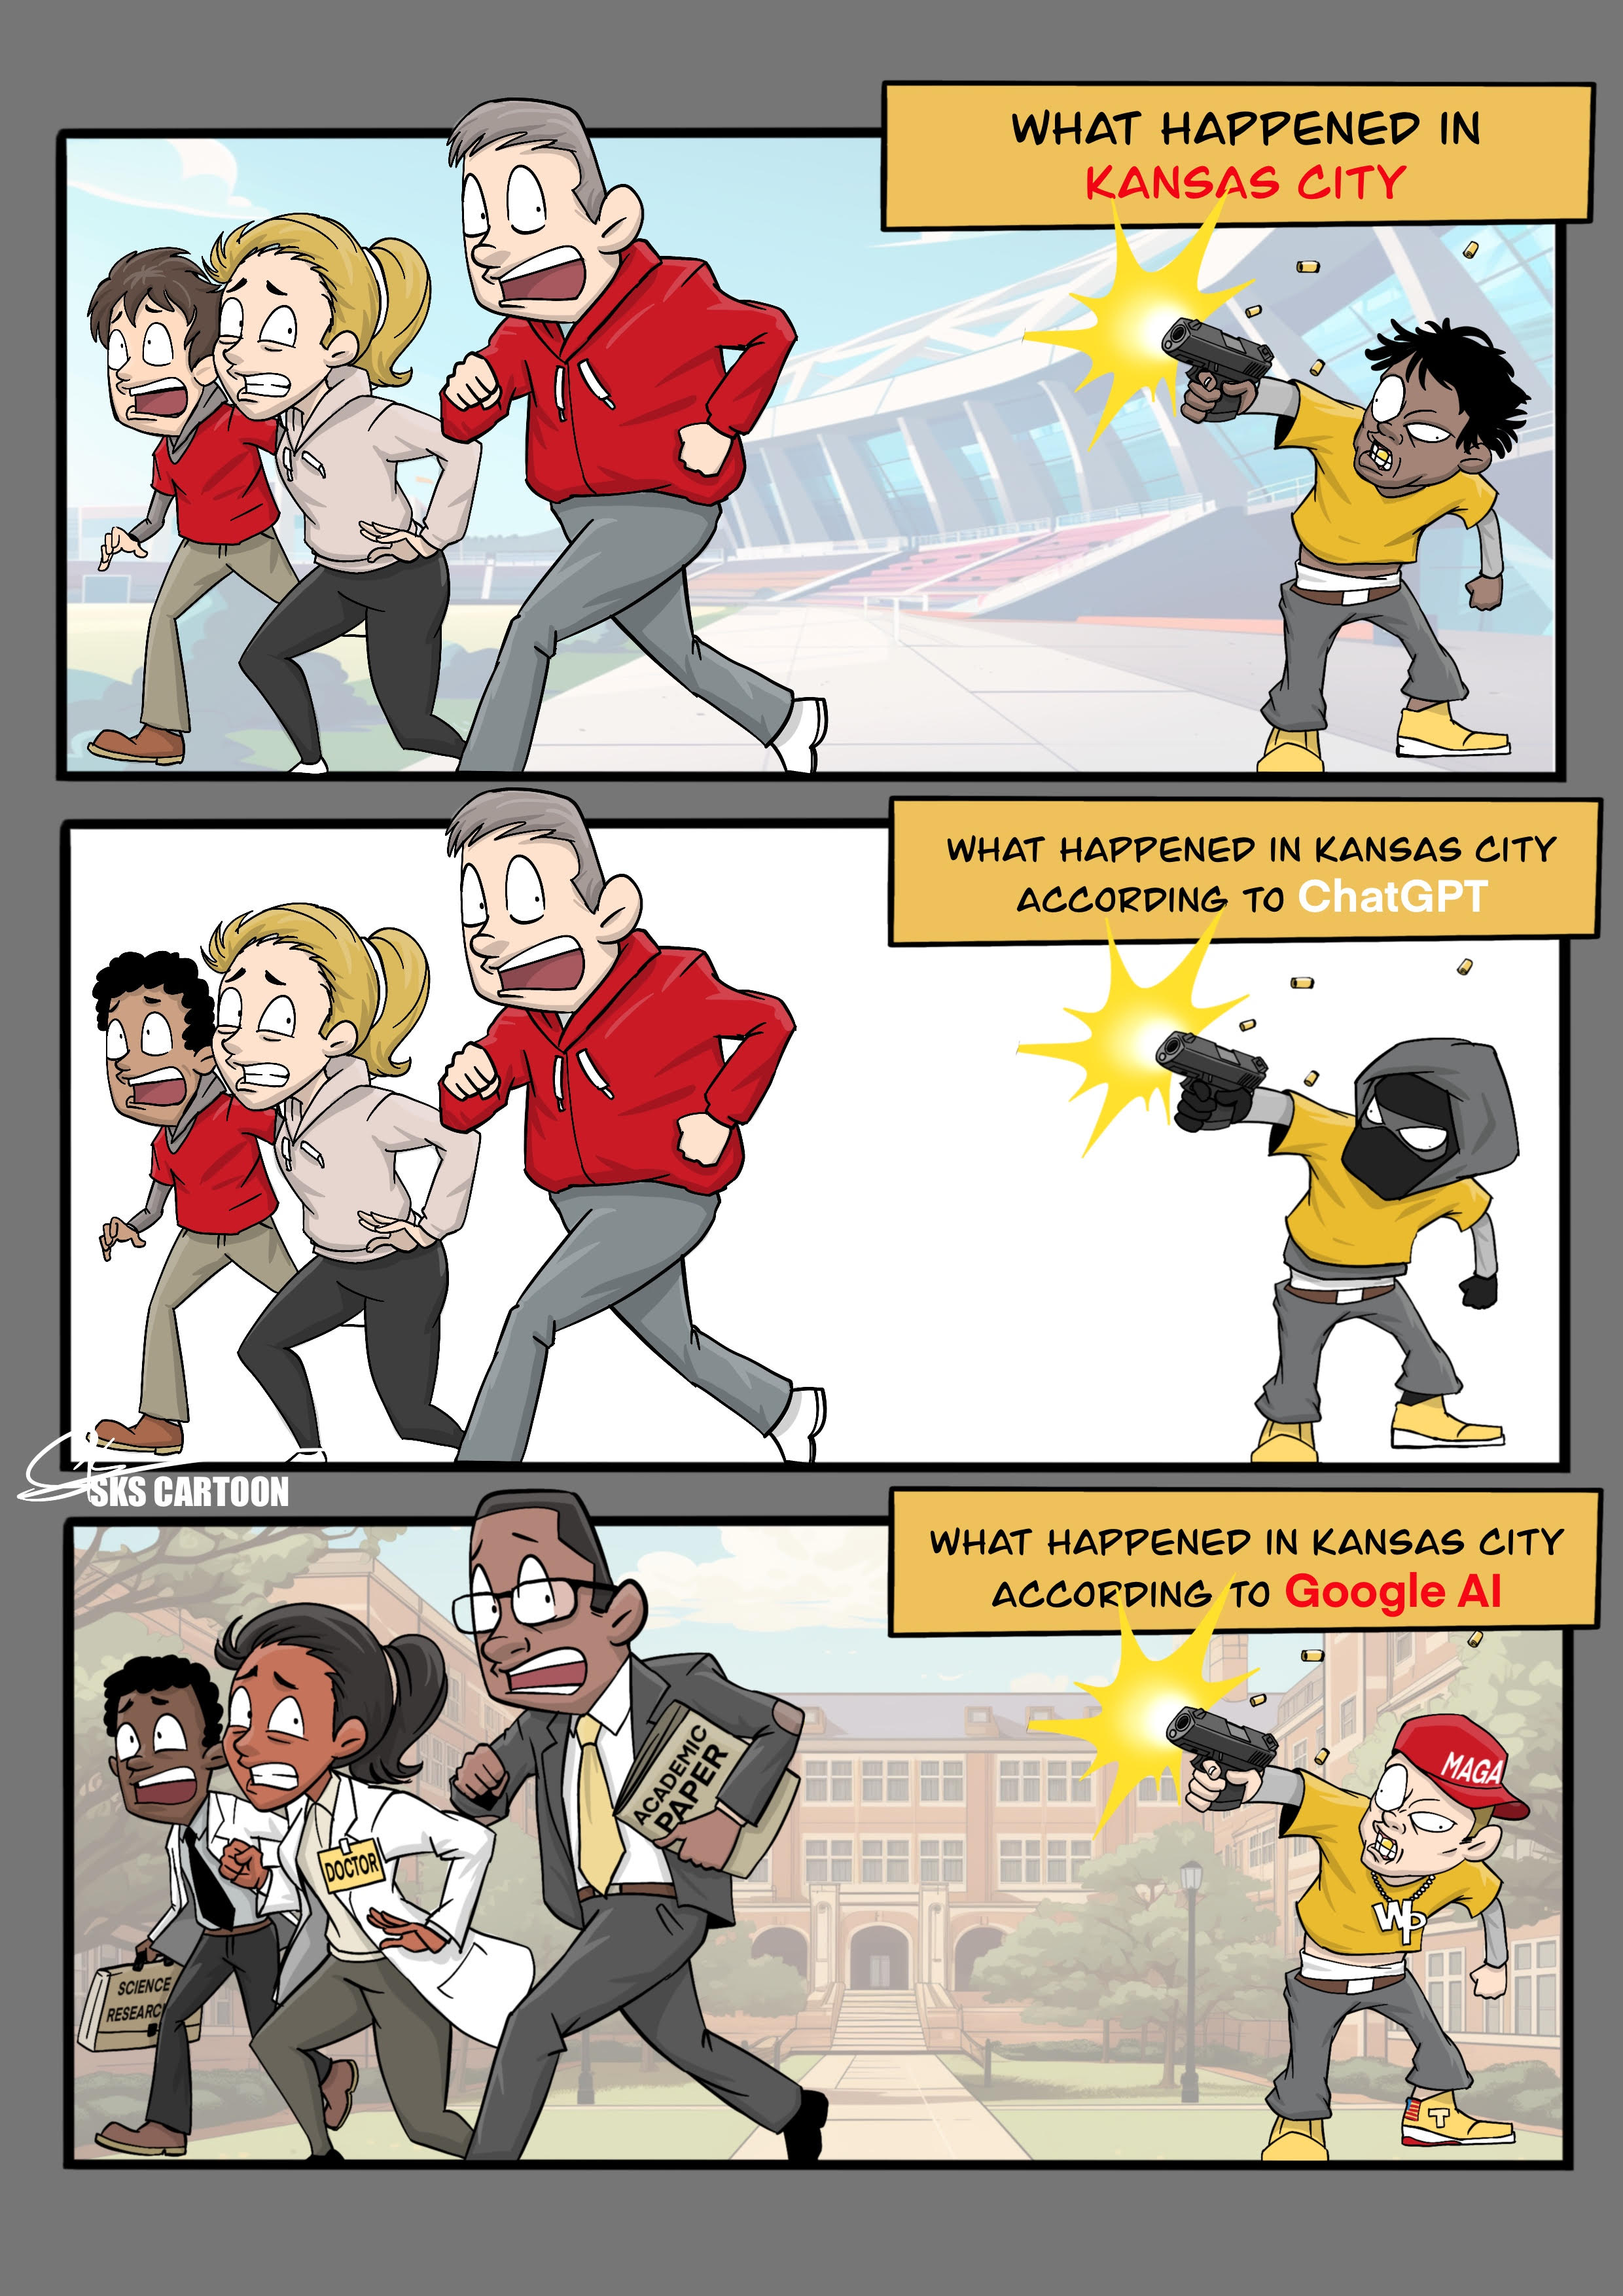 WHAT HAPPENED IN
KANSAS CITY
WHAT HAPPENED IN KANSAS CITY
ACCORDING TO ChatGPT
SKS CARTOON
WHAT HAPPENED IN KANSAS CITY
ACCORDING TO Google AI
MAGA
ACADEMIC
PAPER
DOCTOR
WP
SCIENCE
RESEARC
T